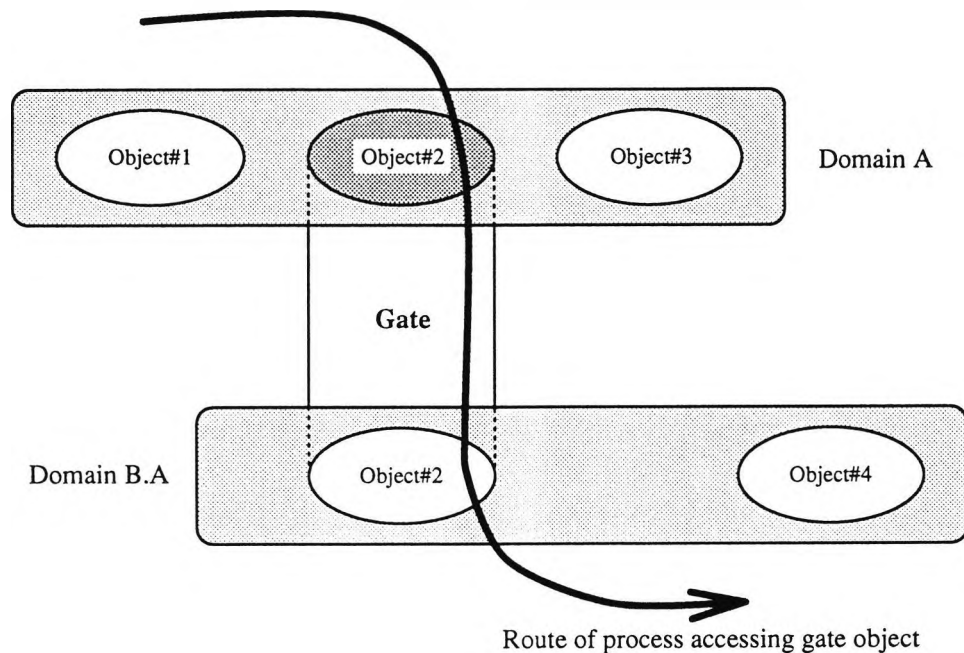 Object#1
Object#2
Object#3
Domain A
Gate
Domain B.A
Object#2
Object#4
Route of process accessing gate object